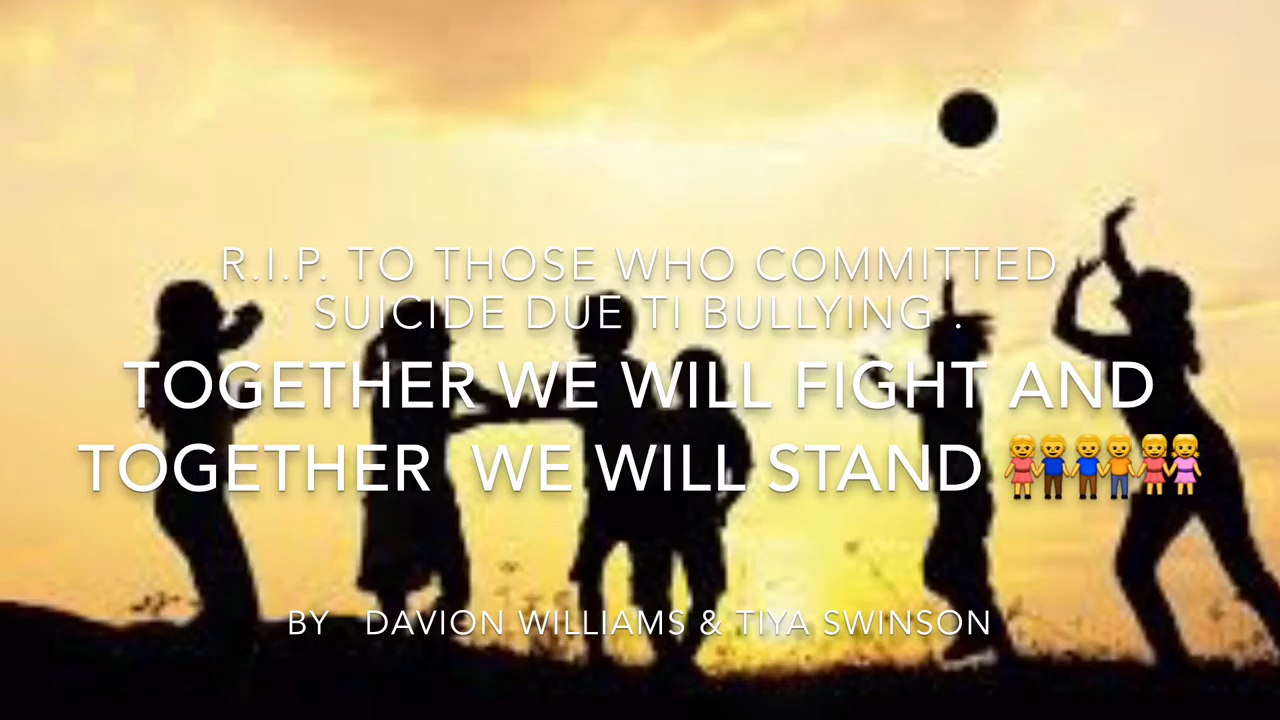 R.I.P. TO THOSE WHO COMMITTED
SUICIDE DUE TI BULLYING .
TOGETHER WE WILL FIGHT AND
TOGETHER WE WILL STAND 👭👬👫👭
BY DAVION WILLIAMS & TIYA SWINSON